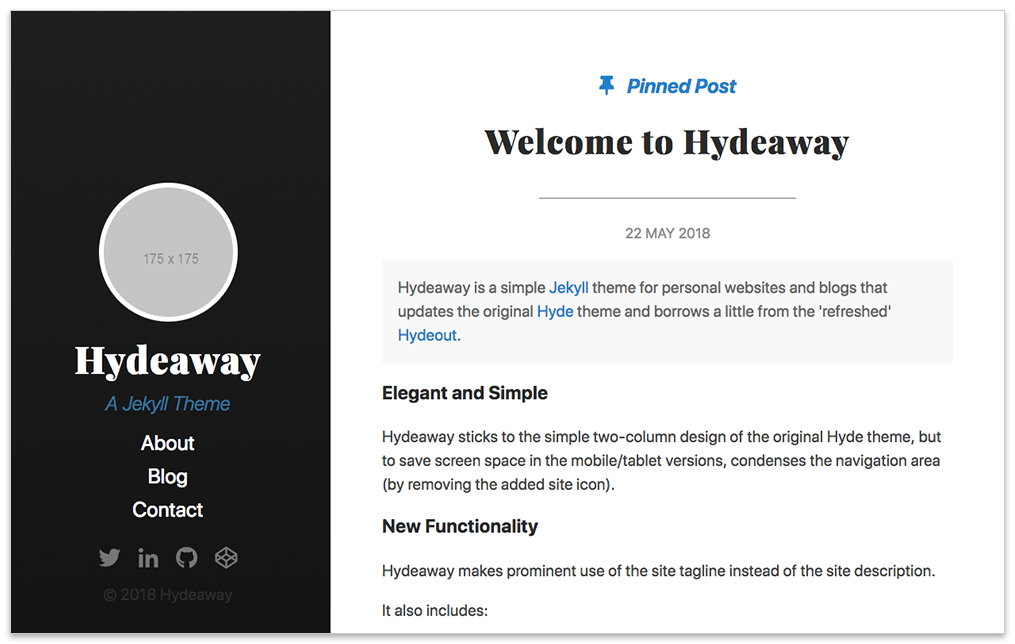 175 x 175
Hydeaway
A Jekyll Theme
About
Blog
Contact
© 2018 Hydeaway
Pinned Post
Welcome to Hydeaway
22 MAY 2018
Hydeaway is a simple Jekyll theme for personal websites and blogs that
updates the original Hyde theme and borrows a little from the 'refreshed'
Hydeout.
Elegant and Simple
Hydeaway sticks to the simple two-column design of the original Hyde theme, but
to save screen space in the mobile/tablet versions, condenses the navigation area
(by removing the added site icon).
New Functionality
Hydeaway makes prominent use of the site tagline instead of the site description.
It also includes: